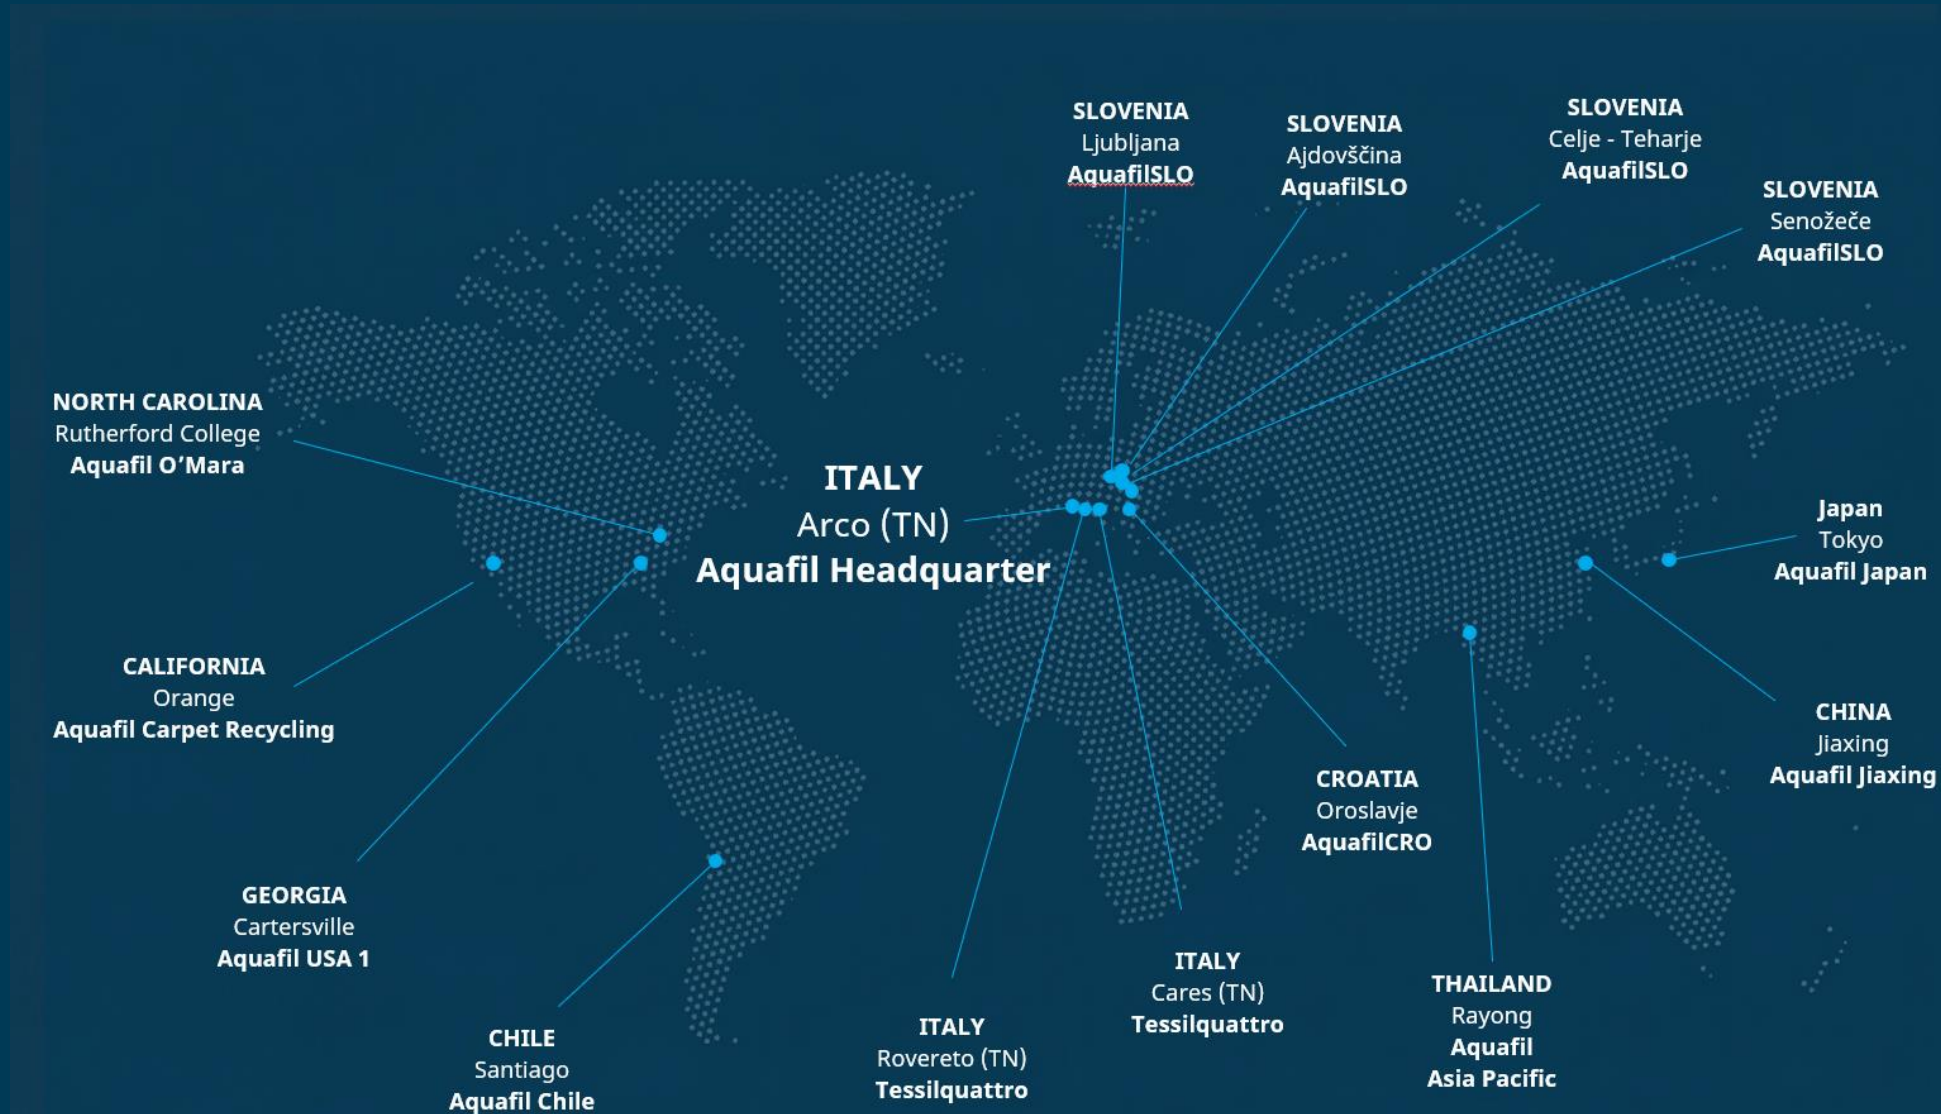 SLOVENIA
Ljubljana
AquafilSLO
SLOVENIA
Ajdovščina
AquafilSLO
SLOVENIA
Celje - Teharje
AquafilSLO
SLOVENIA
Senožeče
AquafilSLO
NORTH CAROLINA
Rutherford College
Aquafil O’Mara
ITALY
Arco (TN)
Aquafil Headquarter
Japan
Tokyo
Aquafil Japan
CALIFORNIA
Orange
Aquafil Carpet Recycling
CHINA
Jiaxing
Aquafil Jiaxing
CROATIA
Oroslavje
AquafilCRO
GEORGIA
Cartersville
Aquafil USA 1
ITALY
Cares (TN)
Tessilquattro
THAILAND
Rayong
Aquafil
Asia Pacific
CHILE
Santiago
Aquafil Chile
ITALY
Rovereto (TN)
Tessilquattro